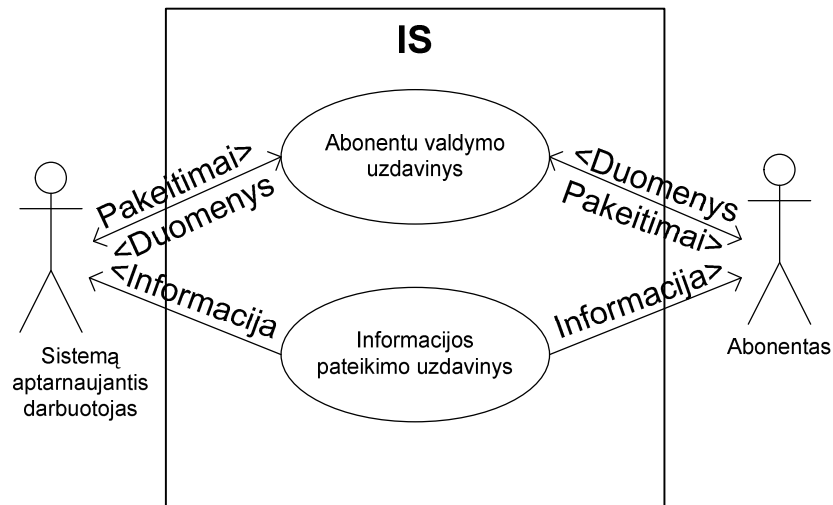 IS
Abonentu valdymo
uzdavinys
Pakeitimai>
<Duomenys
<Duomenys
Pakeitimai>
<Informacija
Informacija>
Informacijos
pateikimo uzdavinys
Sistemą
aptarnaujantis
darbuotojas
Abonentas